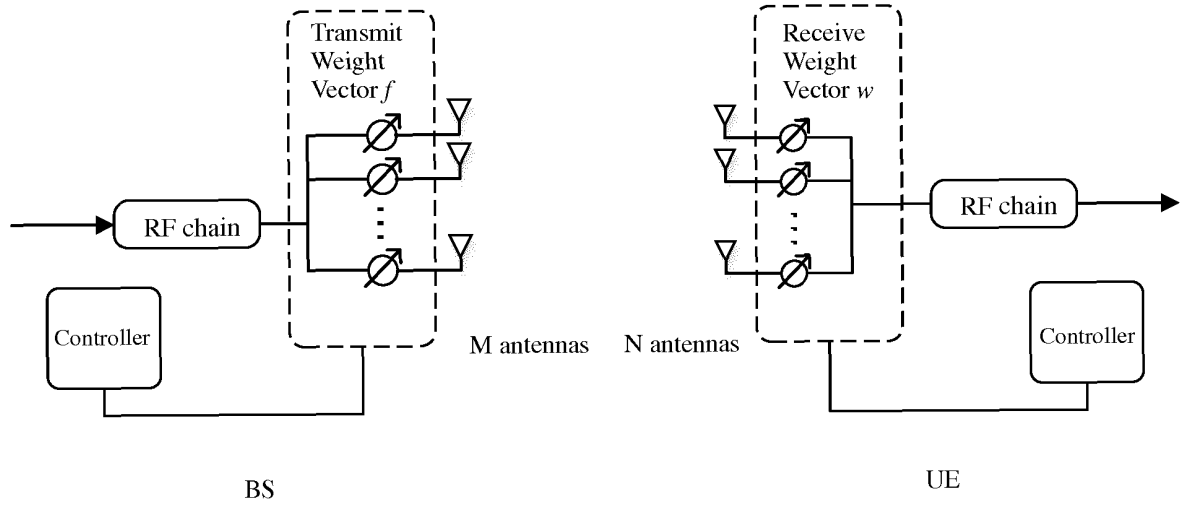 Transmit
Weight
Vector f
RF chain
Controller
M antennas
BS
Receive
Weight
Vector w
RF chain
Controller
N antennas
UE